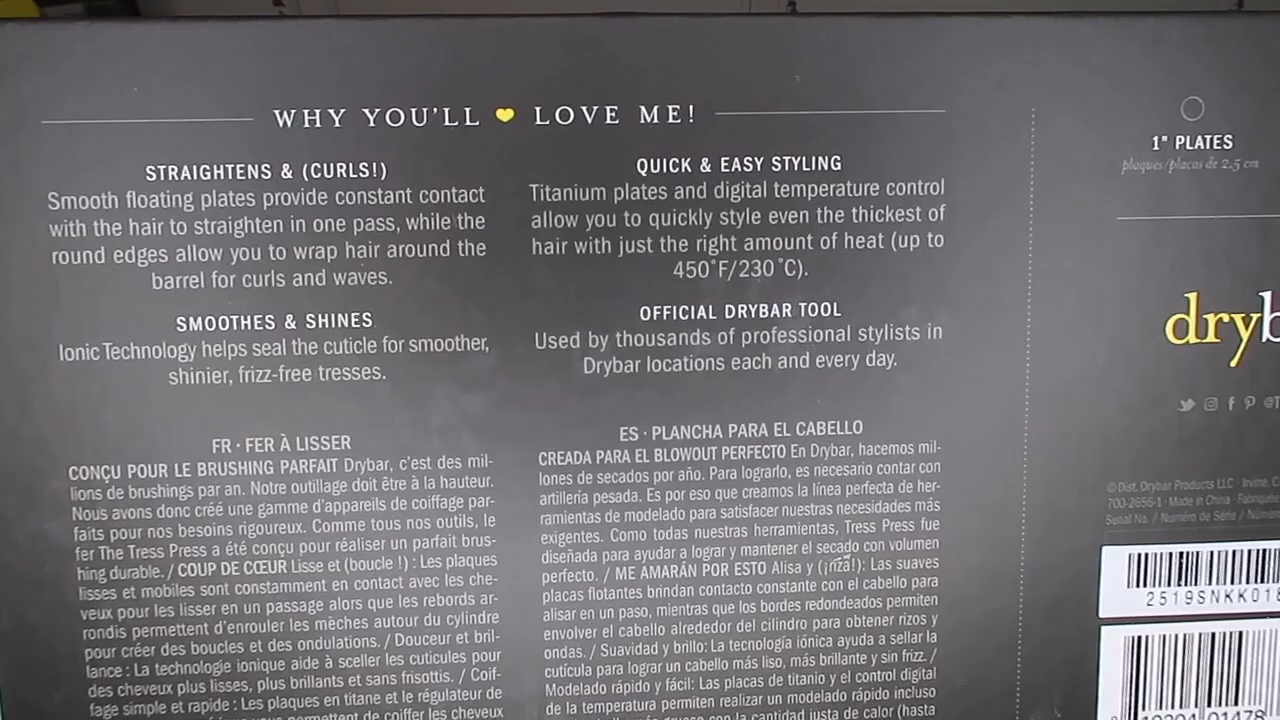 WHY YOU'LL LOVE ME!
STRAIGHTENS & (CURLS!)
Smooth floating plates provide constant contact
with the hair to straighten in one pass, while the
round edges allow you to wrap hair around the
barrel for curls and waves.
SMOOTHES & SHINES
Ionic Technology helps seal the cuticle for smoother,
shinier, frizz-free tresses.
QUICK & EASY STYLING
Titanium plates and digital temperature control
allow you to quickly style even the thickest of
hair with just the right amount of heat (up to
450°F/230°C).
OFFICIAL DRYBAR TOOL
Used by thousands of professional stylists in
Drybar locations each and every day.
FR · FER À LISSER
CONÇU POUR LE BRUSHING PARFAIT Drybar, c'est des mil-
lions de brushings par an. Notre outillage doit être à la hauteur.
Nous avons donc créé une gamme d'appareils de coiffage par-
faits pour nos besoins rigoureux. Comme tous nos outils, le
fer The Tress Press a été conçu pour réaliser un parfait brus-
hing durable. / COUP DE CŒUR Lisse et (boucle !) : Les plaques
lisses et mobiles sont constamment en contact avec les che-
veux pour les lisser en un passage alors que les rebords ar-
rondis permettent d'enrouler les mèches autour du cylindre
pour créer des boucles et des ondulations. / Douceur et bril-
lance : La technologie ionique aide à sceller les cuticules pour
des cheveux plus lisses, plus brillants et sans frisottis. / Coif-
fage simple et rapide : Les plaques en titane et le régulateur de
permettent de coiffer les cheveux
ES · PLANCHA PARA EL CABELLO
CREADA PARA EL BLOWOUT PERFECTO En Drybar, hacemos mil-
lones de secados por año. Para lograrlo, es necesario contar con
artillería pesada. Es por eso que creamos la línea perfecta de her-
ramientas de modelado para satisfacer nuestras necesidades más
exigentes. Como todas nuestras herramientas, Tress Press fue
diseñada para ayudar a lograr y mantener el secado con volumen
perfecto. / ME AMARÁN POR ESTO Alisa y (¡riza!): Las suaves
placas flotantes brindan contacto constante con el cabello para
alisar en un paso, mientras que los bordes redondeados permiten
envolver el cabello alrededor del cilindro para obtener rizos y
ondas. / Suavidad y brillo: La tecnología iónica ayuda a sellar la
cutícula para lograr un cabello más liso, más brillante y sin frizz. /
Modelado rápido y fácil: Las placas de titanio y el control digital
de la temperatura permiten realizar un modelado rápido incluso
con la cantidad justa de calor (hasta
1" PLATES
plaques/placas de 2.5 cm
dryb
@T
© Dist. Drybar Products LLC · Irvine, C
700-2655-1 · Made in China · Fabriqué
Serial No. / Numéro de Série / Núme
2519SNKK018